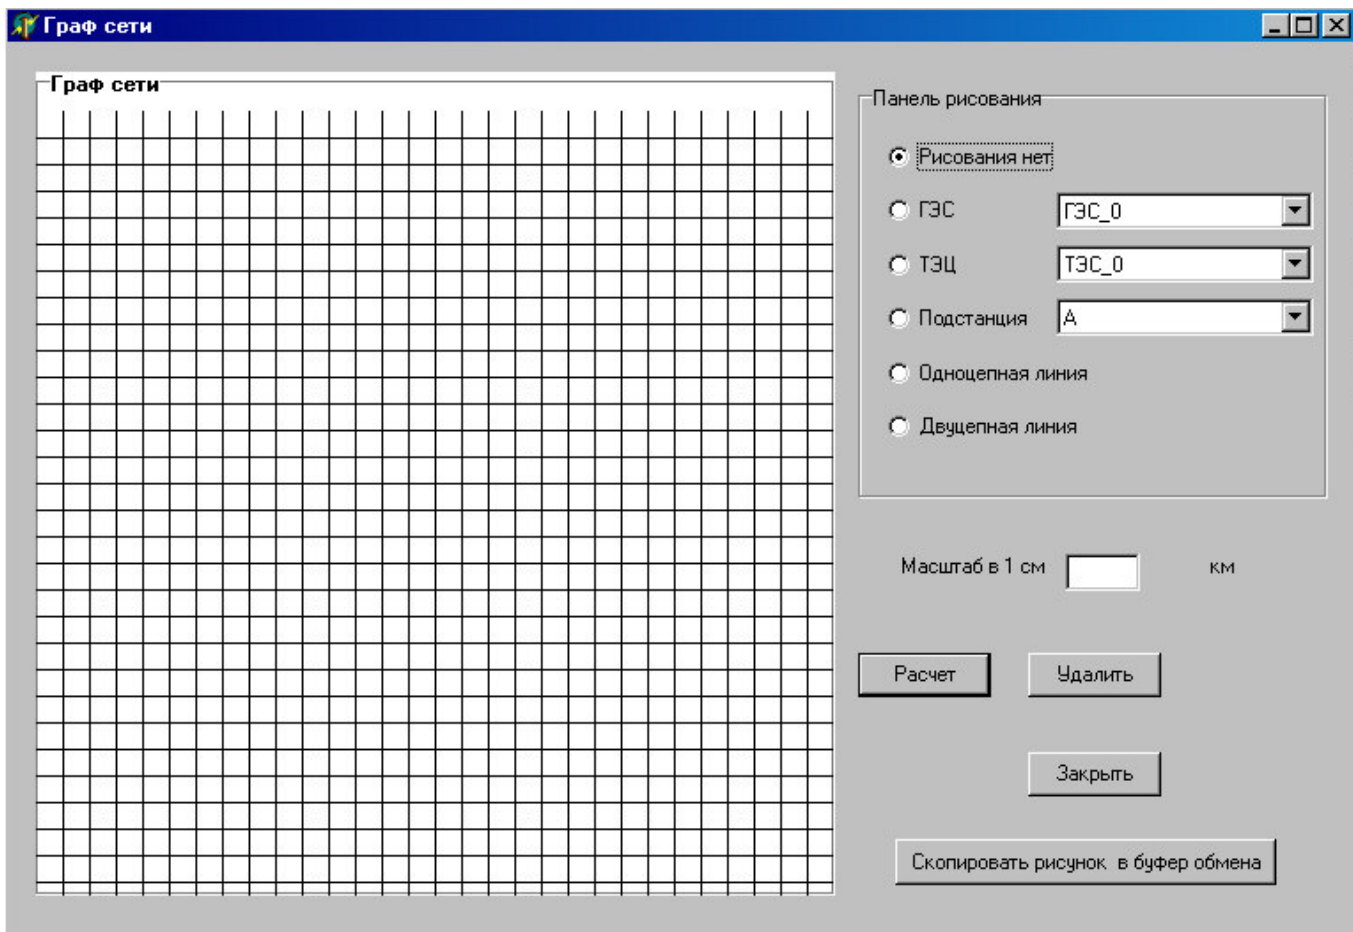 Граф сети
Граф сети
Панель рисования
Рисования нет
ГЭС ГЭС_0
ТЭЦ ТЭС_0
Подстанция А
Одноцепная линия
Двуцепная линия
Масштаб в 1 см км
Расчет Удалить
Закрыть
Скопировать рисунок в буфер обмена